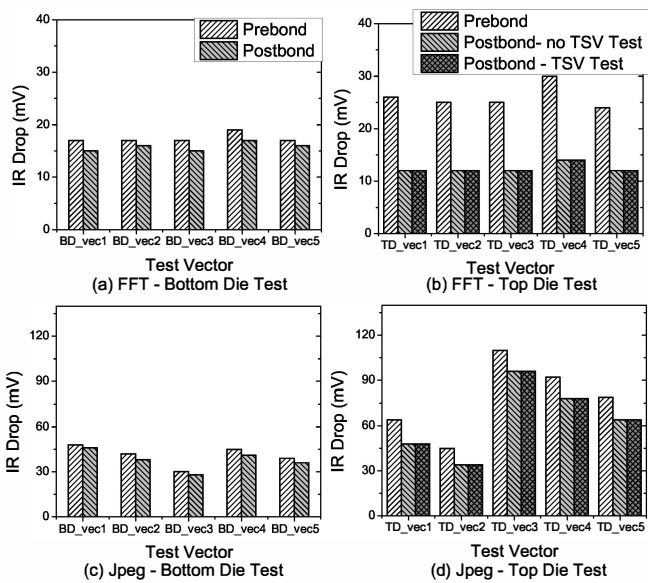 40
30
20
10
0
IR Drop (mV)
Prebond
Postbond
BD_vec1 BD_vec2 BD_vec3 BD_vec4 BD_vec5
Test Vector
(a) FFT - Bottom Die Test
40
30
20
10
0
IR Drop (mV)
Prebond
Postbond- no TSV Test
Postbond - TSV Test
TD_vec1 TD_vec2 TD_vec3 TD_vec4 TD_vec5
Test Vector
(b) FFT - Top Die Test
120
90
60
30
0
IR Drop (mV)
BD_vec1 BD_vec2 BD_vec3 BD_vec4 BD_vec5
Test Vector
(c) Jpeg - Bottom Die Test
120
90
60
30
0
IR Drop (mV)
TD_vec1 TD_vec2 TD_vec3 TD_vec4 TD_vec5
Test Vector
(d) Jpeg - Top Die Test